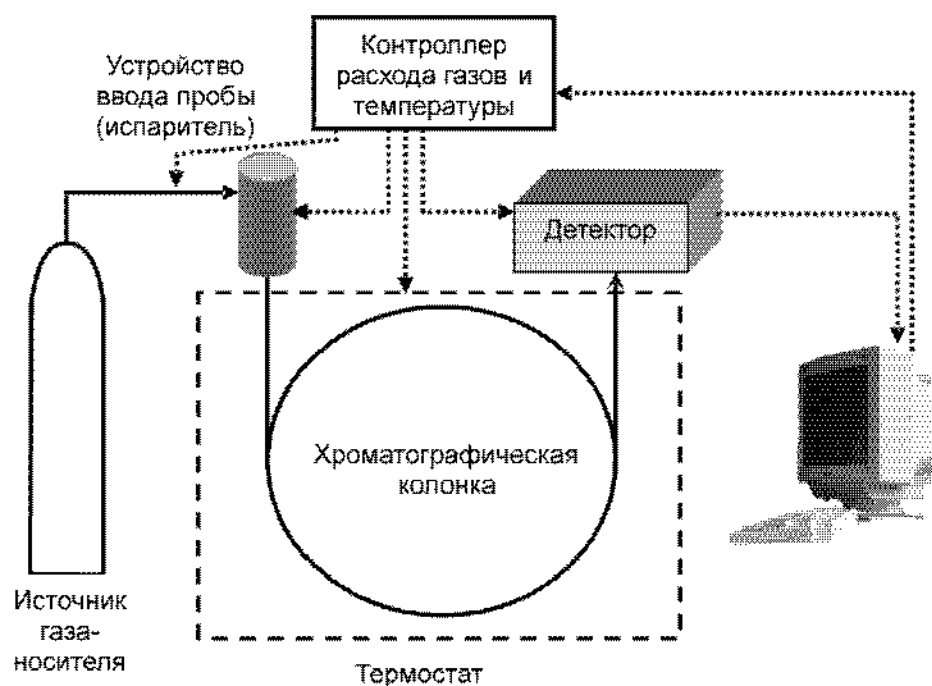 Контроллер
расхода газов и
температуры
Устройство
ввода пробы
(испаритель)
Детектор
Хроматографическая
колонка
Источник
газа-
носителя
Термостат